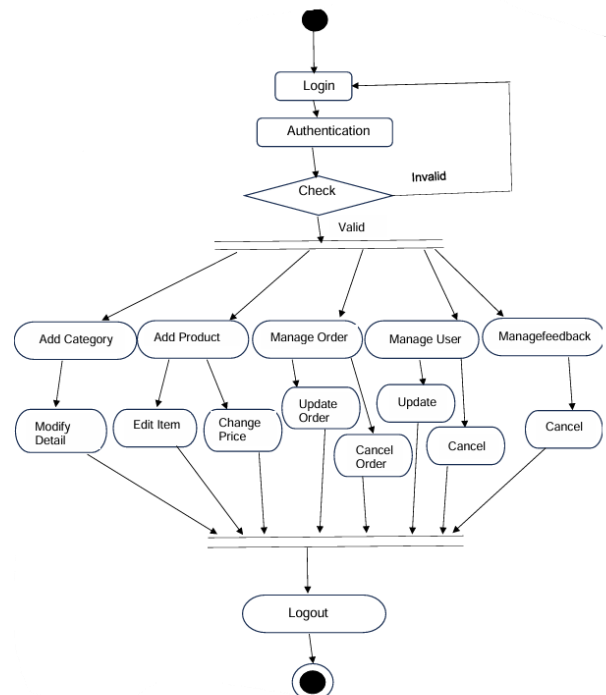 Login
Authentication
Check
Invalid
Valid
Add Category
Add Product
Manage Order
Manage User
Managefeedback
Modify
Detail
Edit Item
Change
Price
Update
Order
Cancel
Order
Update
Cancel
Cancel
Logout